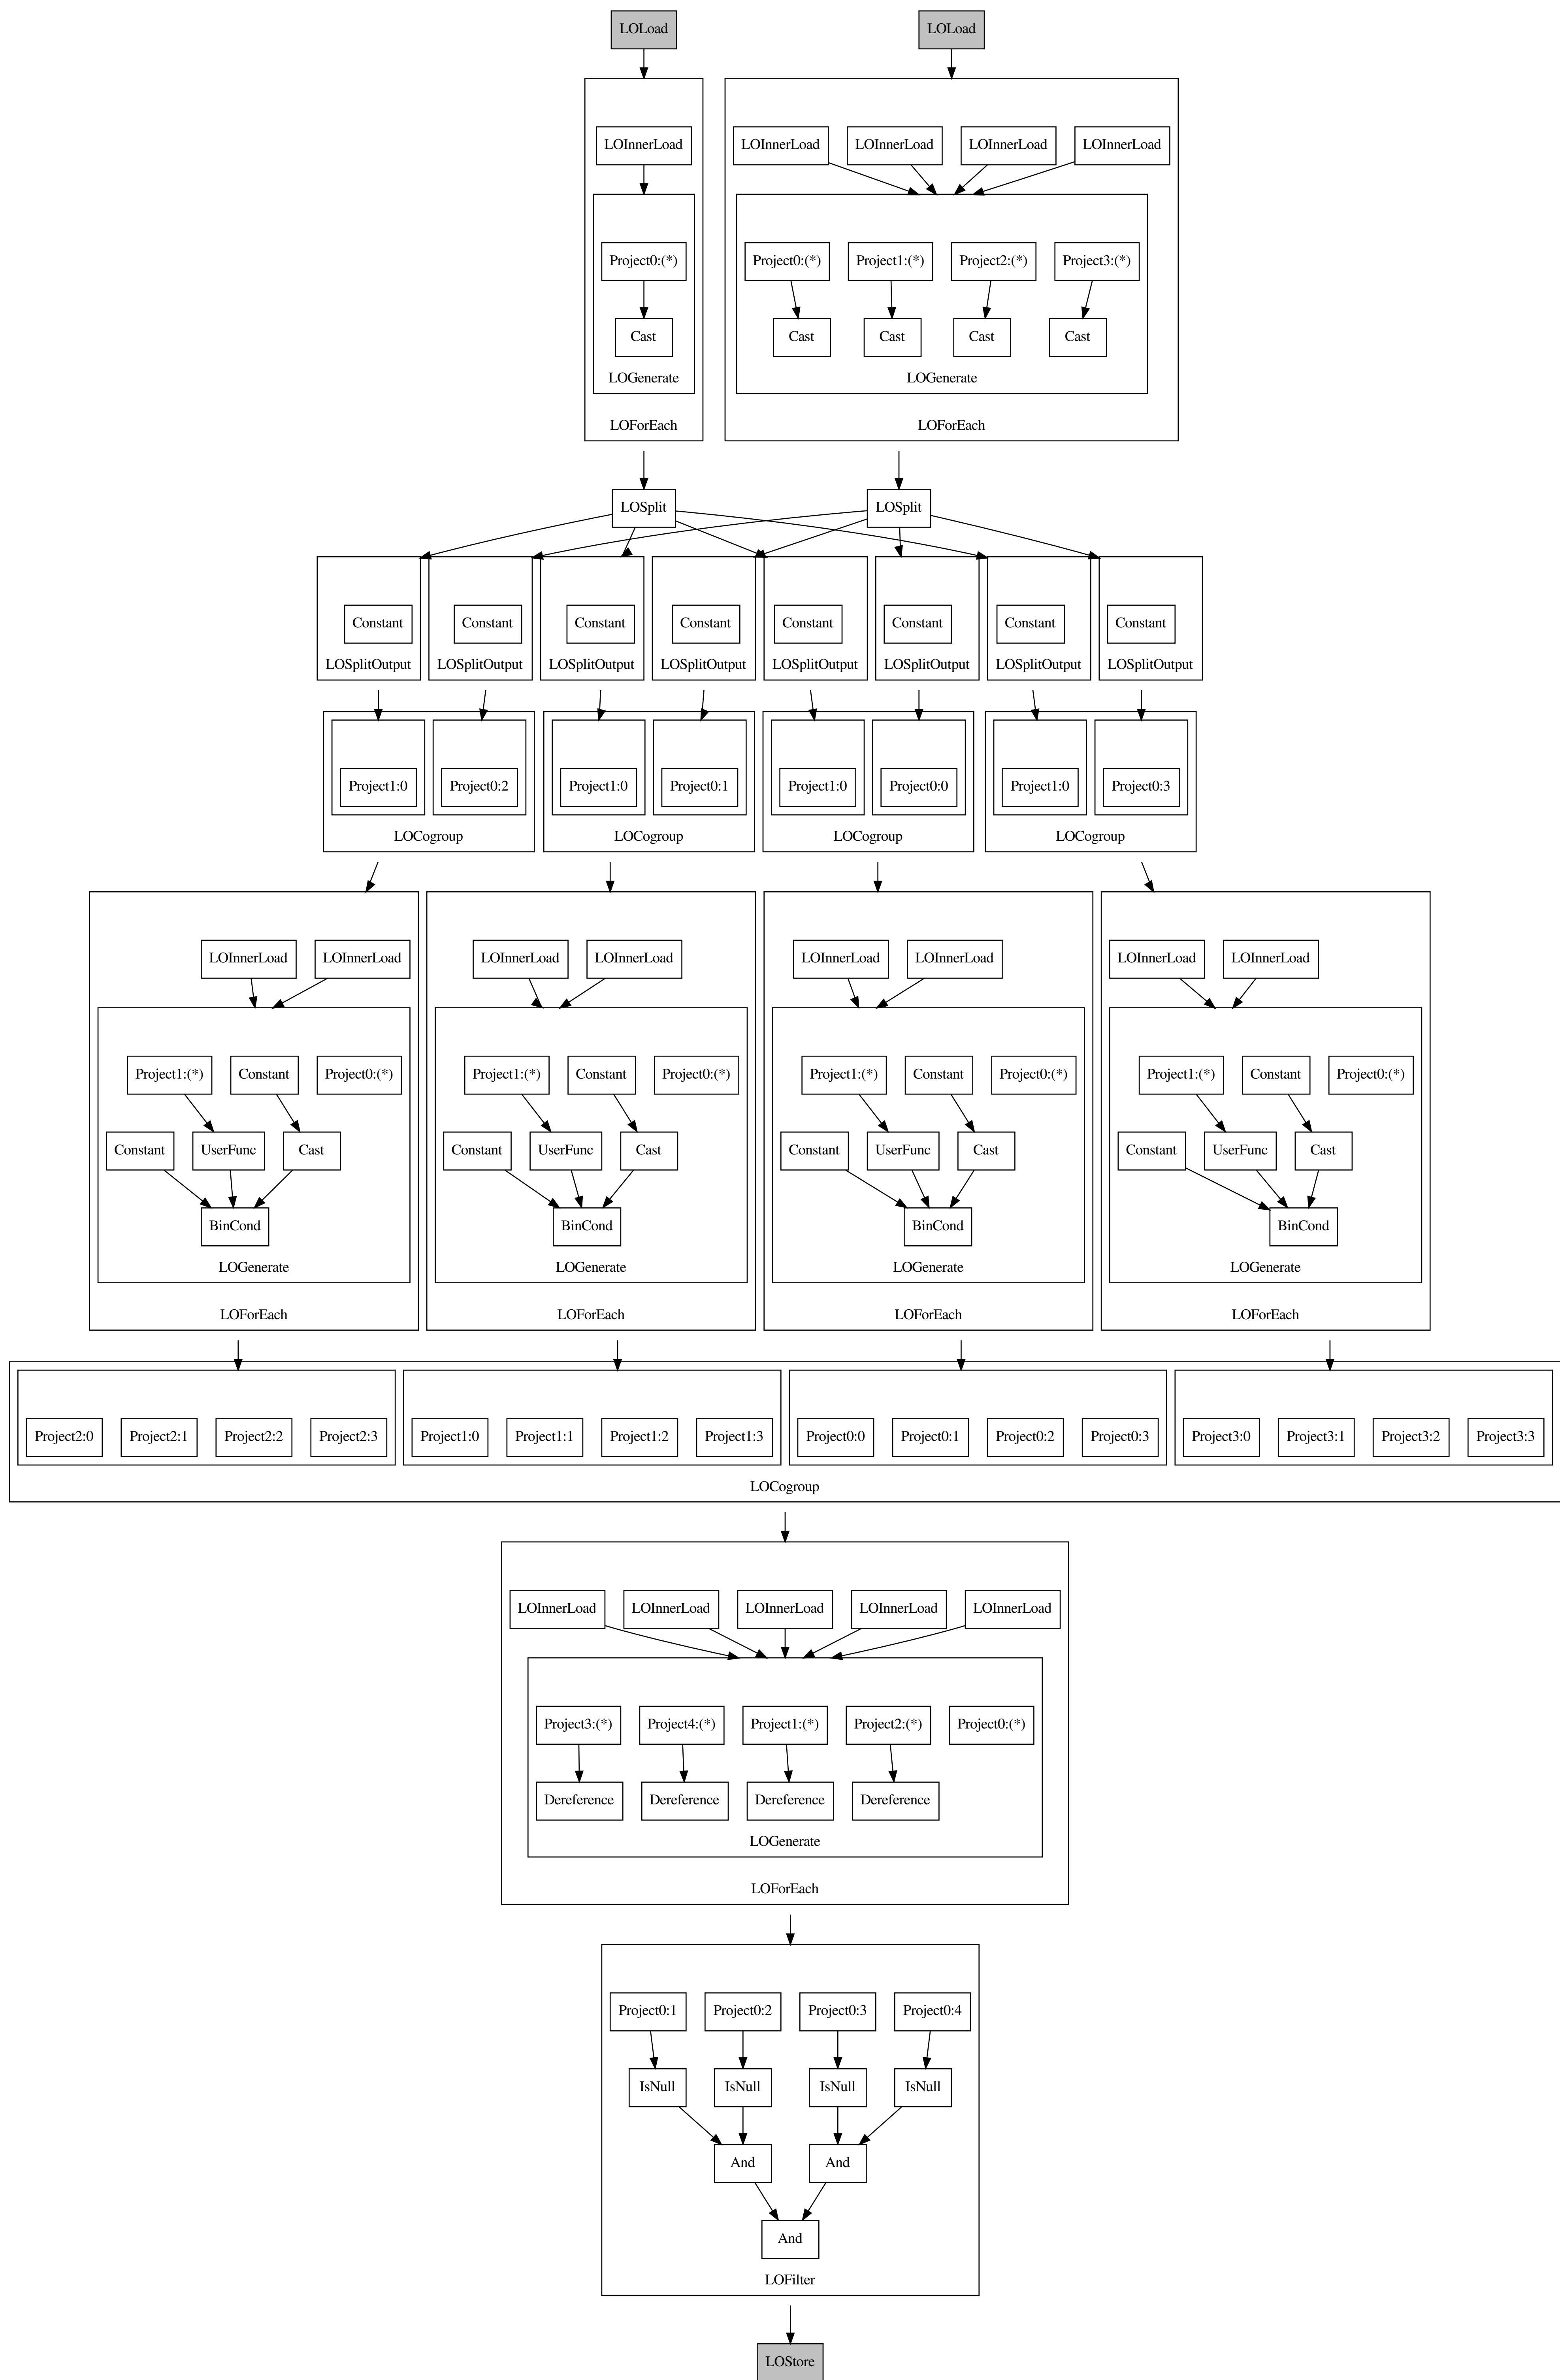 LOLoad LOLoad
LOInnerLoad LOInnerLoad LOInnerLoad LOInnerLoad LOInnerLoad
Project0:(*) Project0:(*) Project1:(*) Project2:(*) Project3:(*)
Cast Cast Cast Cast Cast
LOGenerate LOGenerate
LOForEach LOForEach
LOSplit LOSplit
Constant Constant Constant Constant Constant Constant Constant Constant
LOSplitOutput LOSplitOutput LOSplitOutput LOSplitOutput LOSplitOutput LOSplitOutput LOSplitOutput LOSplitOutput
Project1:0 Project0:2 Project1:0 Project0:1 Project1:0 Project0:0 Project1:0 Project0:3
LOCogroup LOCogroup LOCogroup LOCogroup
LOInnerLoad LOInnerLoad LOInnerLoad LOInnerLoad LOInnerLoad LOInnerLoad LOInnerLoad LOInnerLoad
Project1:(*) Constant Project0:(*) Project1:(*) Constant Project0:(*) Project1:(*) Constant Project0:(*) Project1:(*) Constant Project0:(*)
Constant UserFunc Cast Constant UserFunc Cast Constant UserFunc Cast Constant UserFunc Cast
BinCond BinCond BinCond BinCond
LOGenerate LOGenerate LOGenerate LOGenerate
LOForEach LOForEach LOForEach LOForEach
Project2:0 Project2:1 Project2:2 Project2:3 Project1:0 Project1:1 Project1:2 Project1:3 Project0:0 Project0:1 Project0:2 Project0:3 Project3:0 Project3:1 Project3:2 Project3:3
LOCogroup
LOInnerLoad LOInnerLoad LOInnerLoad LOInnerLoad LOInnerLoad
Project3:(*) Project4:(*) Project1:(*) Project2:(*) Project0:(*)
Dereference Dereference Dereference Dereference
LOGenerate
LOForEach
Project0:1 Project0:2 Project0:3 Project0:4
IsNull IsNull IsNull IsNull
And And
And
LOFilter
LOStore